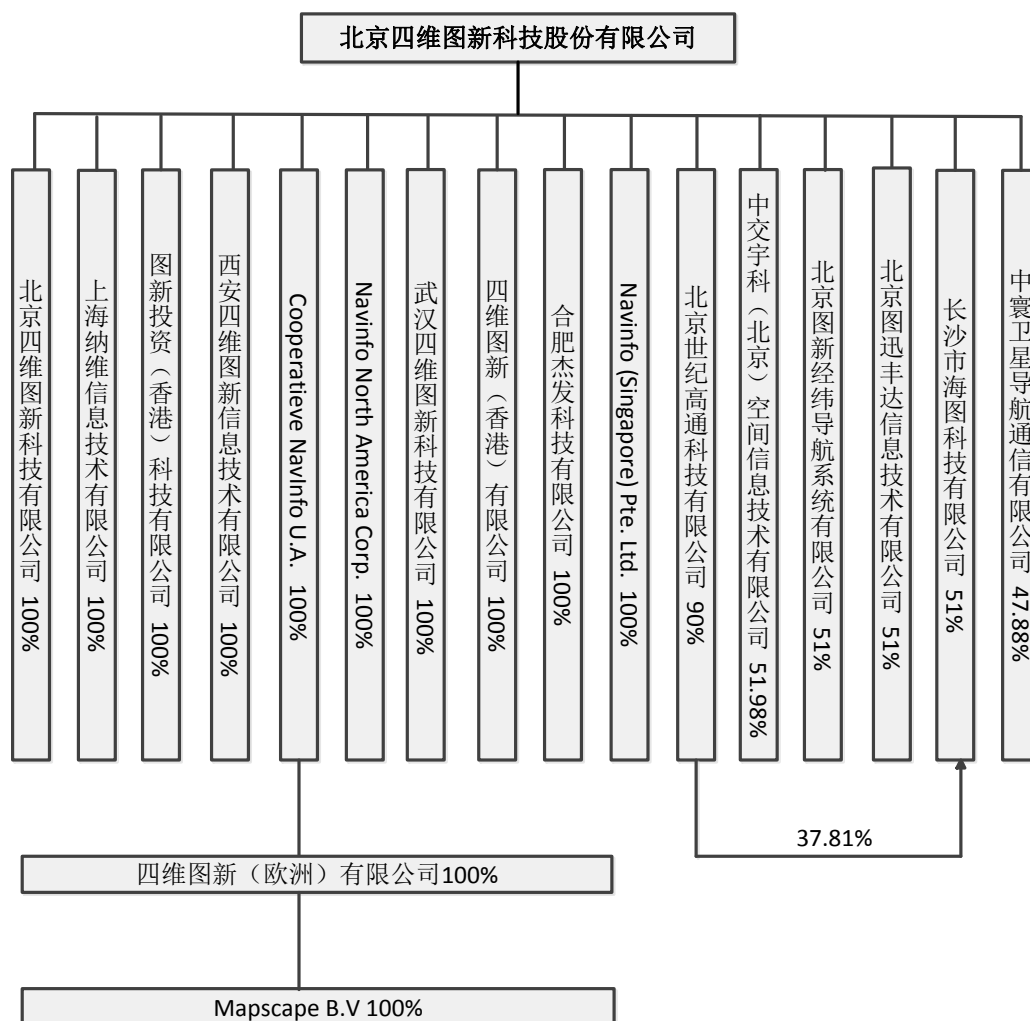 北京四维图新科技股份有限公司
北京四维图新科技有限公司 100%
上海纳维信息技术有限公司 100%
图新投资（香港）科技有限公司 100%
西安四维图新信息技术有限公司 100%
Cooperatieve NavInfo U.A. 100%
Navinfo North America Corp. 100%
武汉四维图新科技有限公司 100%
四维图新（香港）有限公司 100%
合肥杰发科技有限公司 100%
Navinfo (Singapore) Pte. Ltd. 100%
北京世纪高通科技有限公司 90%
中交宇科（北京）空间信息技术有限公司 51.98%
北京图新经纬导航系统有限公司 51%
北京图迅丰达信息技术有限公司 51%
长沙市海图科技有限公司 51%
中寰卫星导航通信有限公司 47.88%
37.81%
四维图新（欧洲）有限公司100%
Mapscape B.V 100%